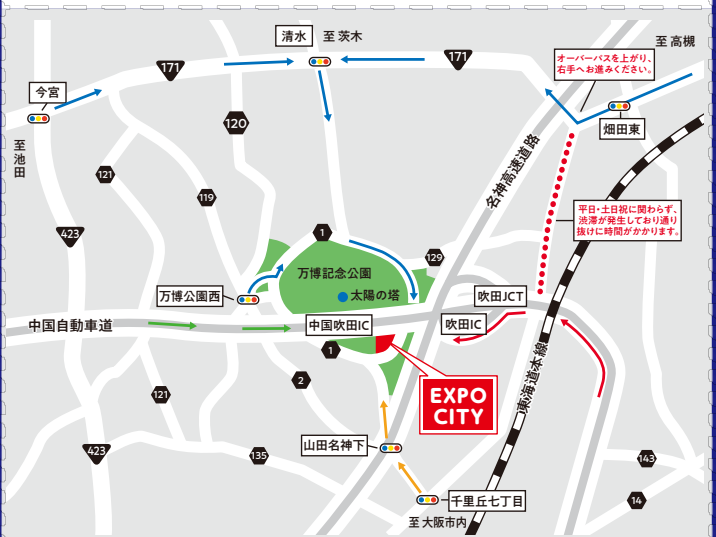 清水
至 茨木
至 高槻
171
171
オーバーパスを上がり、
右手へお進みください。
今宮
120
畑田東
至池田
名神高速道路
121
119
平日・土日祝に関わらず、
渋滞が発生しており通り
抜けに時間がかかります。
423
1
129
万博記念公園
太陽の塔
万博公園西
吹田JCT
中国自動車道
中国吹田IC
吹田IC
1
東海道本線
2
121
EXPO
CITY
山田名神下
423
135
143
千里丘七丁目
14
至 大阪市内